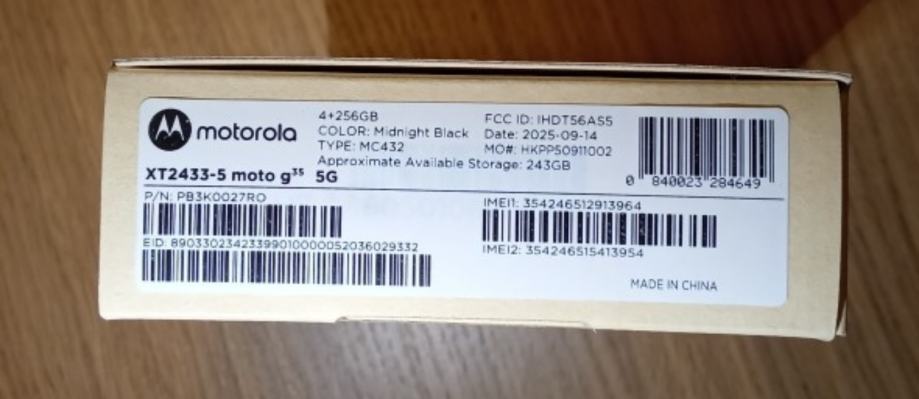 motorola
4+256GB
COLOR: Midnight Black
TYPE: MC432
Approximate Available Storage: 243GB
FCC ID: IHDT56AS5
Date: 2025-09-14
MO#: HKPP50911002
0 840023 284649
XT2433-5 moto g³⁵ 5G
P/N: PB3K0027RO
EID: 89033023423399010000052036029332
IMEI1: 354246512913964
IMEI2: 354246515413954
MADE IN CHINA